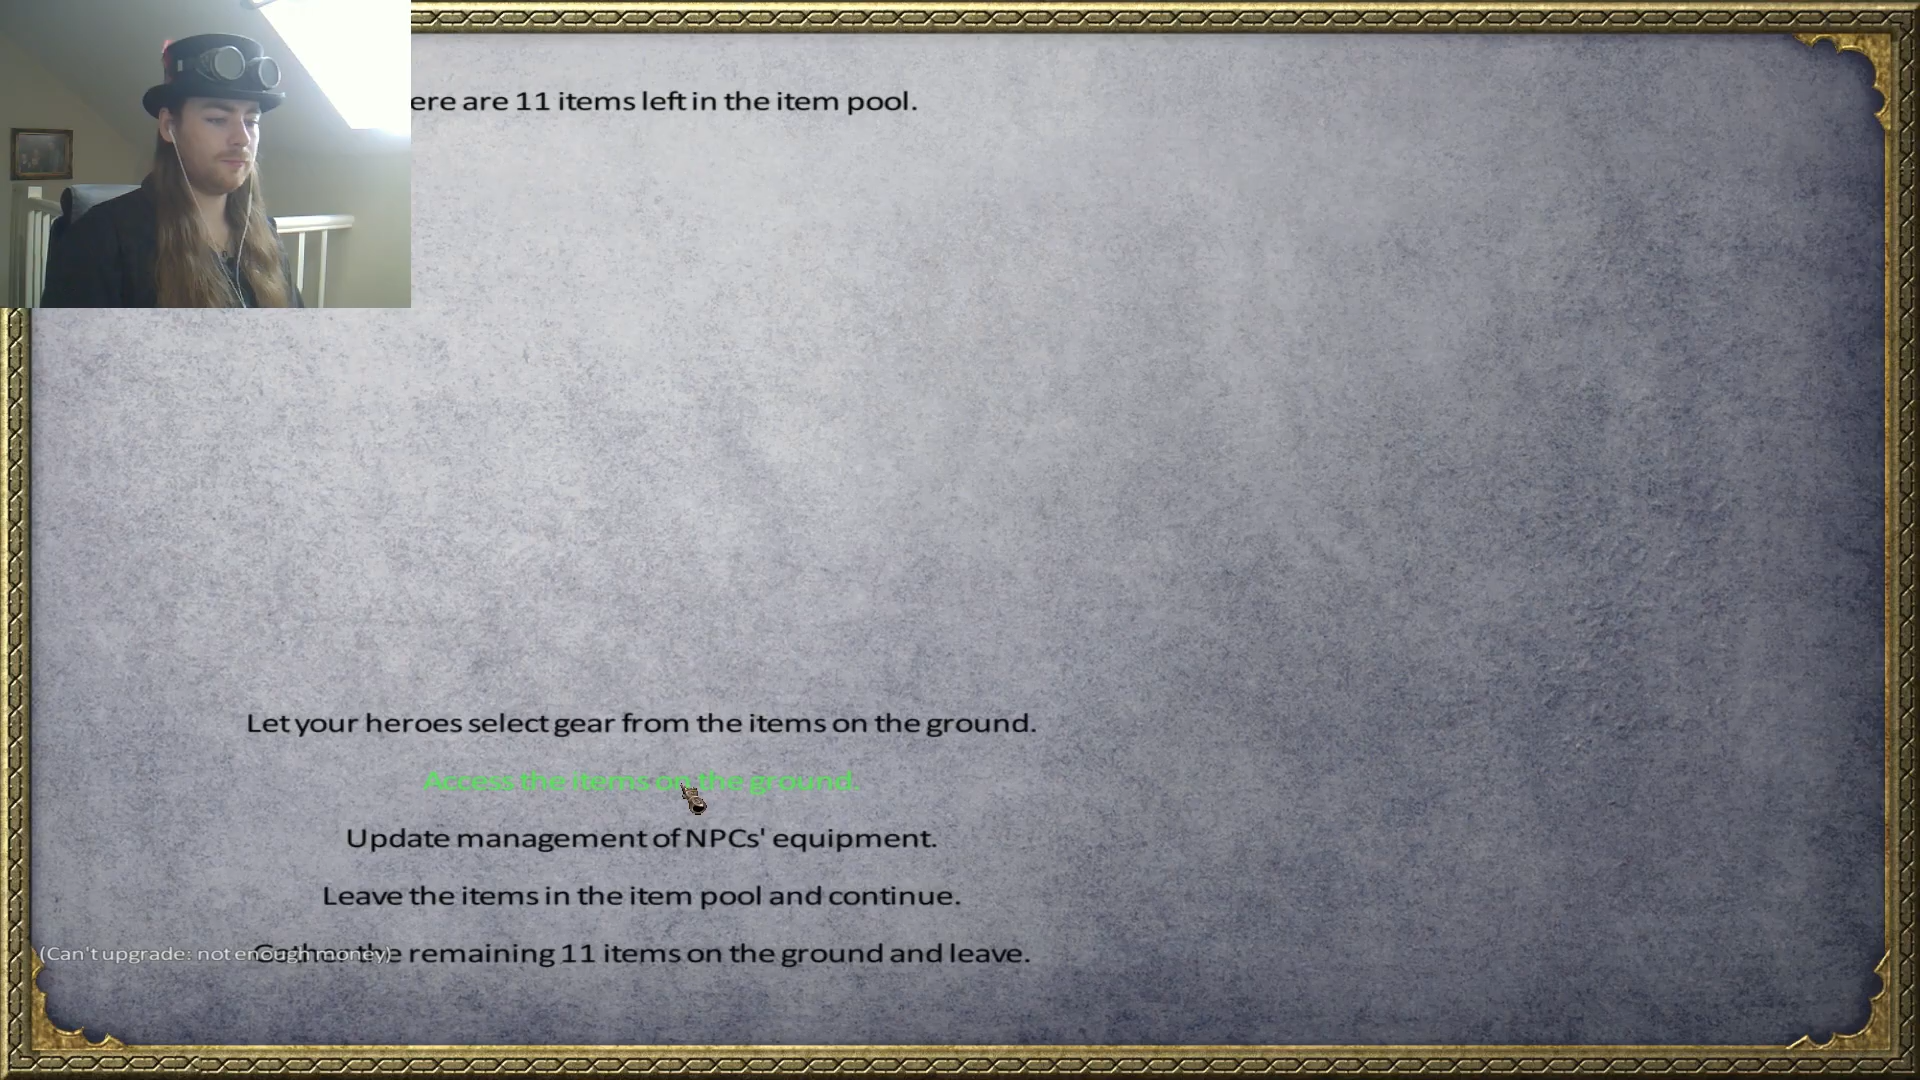 ere are 11 items left in the item pool.
Let your heroes select gear from the items on the ground.
Access the items on the ground.
Update management of NPCs' equipment.
Leave the items in the item pool and continue.
(Can't upgrade: not enough money)
Gather the remaining 11 items on the ground and leave.